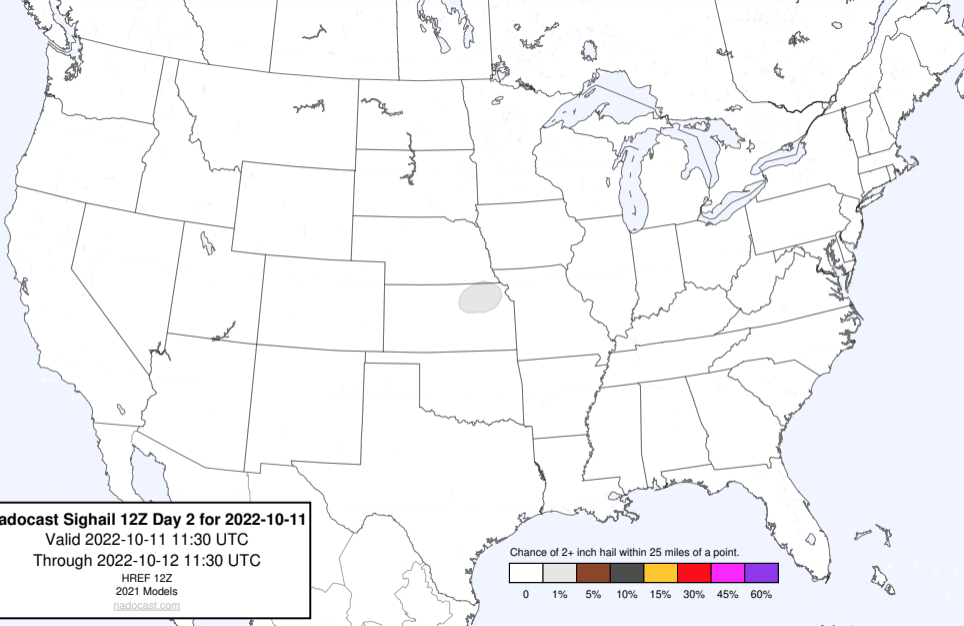 adocast Sighail 12Z Day 2 for 2022-10-11
Valid 2022-10-11 11:30 UTC
Through 2022-10-12 11:30 UTC
HREF 12Z
2021 Models
nadocast.com
Chance of 2+ inch hail within 25 miles of a point.
0 1% 5% 10% 15% 30% 45% 60%